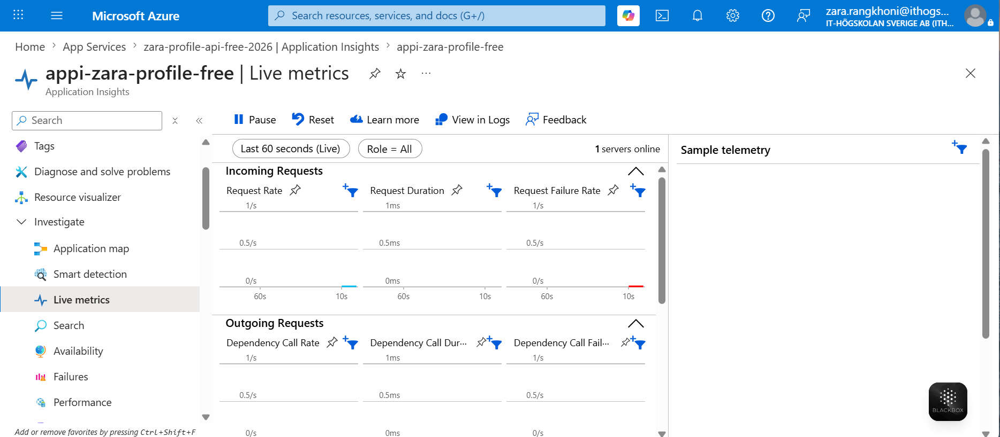 Microsoft Azure
Search resources, services, and docs (G+/)
zara.rangkhoni@ithogs...
IT-HÖGSKOLAN SVERIGE AB (ITH...
Home > App Services > zara-profile-api-free-2026 | Application Insights > appi-zara-profile-free
appi-zara-profile-free | Live metrics ...
Application Insights
Search
Tags
Diagnose and solve problems
Resource visualizer
Investigate
Application map
Smart detection
Live metrics
Search
Availability
Failures
Performance
Add or remove favorites by pressing Ctrl+Shift+F
Pause Reset Learn more View in Logs Feedback
Last 60 seconds (Live) Role = All 1 servers online
Incoming Requests
Request Rate
1/s
0.5/s
0/s
60s 10s
Request Duration
1ms
0.5ms
0ms
60s 10s
Request Failure Rate
1/s
0.5/s
0/s
60s 10s
Outgoing Requests
Dependency Call Rate
1/s
0.5/s
0/s
Dependency Call Dur...
1ms
0.5ms
0ms
Dependency Call Fail...
1/s
0.5/s
0/s
Sample telemetry
BLACKBOX